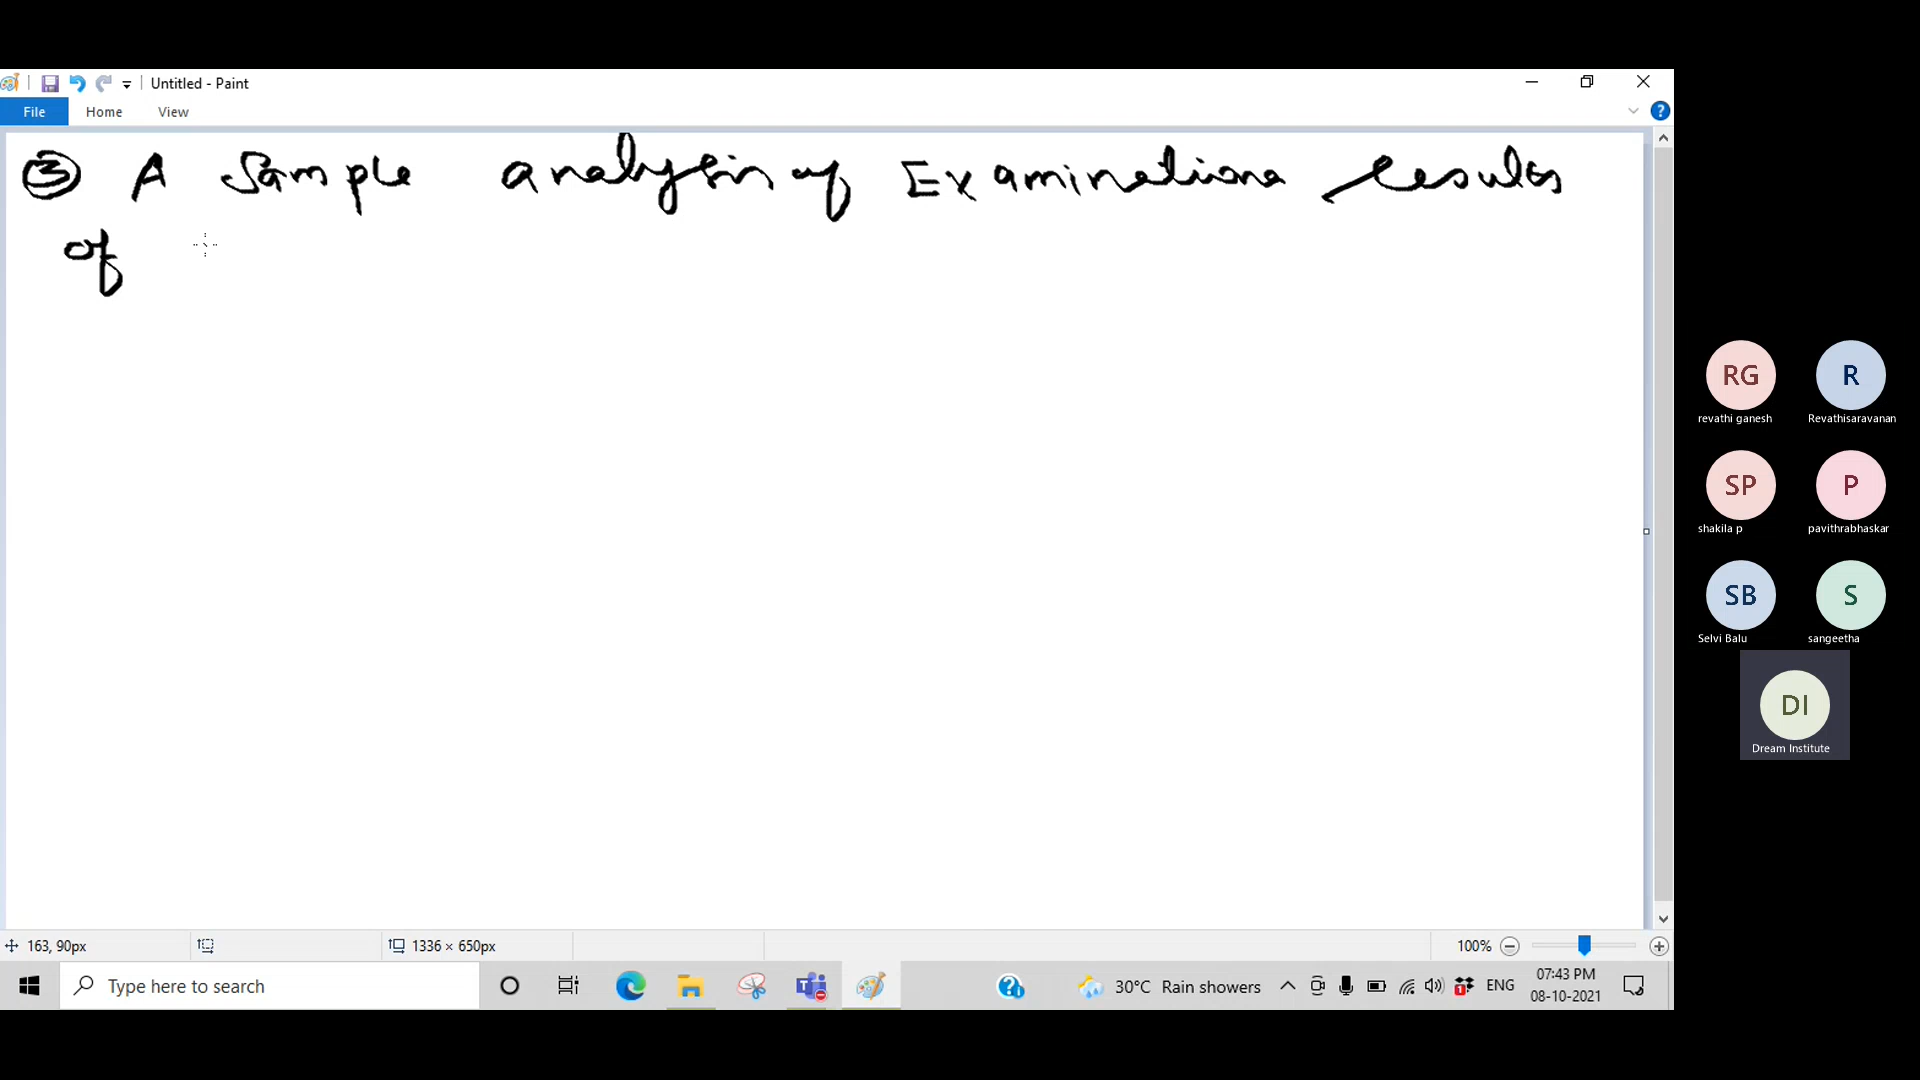 Untitled - Paint
File Home View
③ A Sample analysis of Examinations results
of
RG R
revathi ganesh Revathisaravanan
SP P
shakila p pavithrabhaskar
SB S
Selvi Balu sangeetha
DI
Dream Institute
163, 90px 1336 × 650px 100%
Type here to search 30°C Rain showers ENG 07:43 PM
08-10-2021